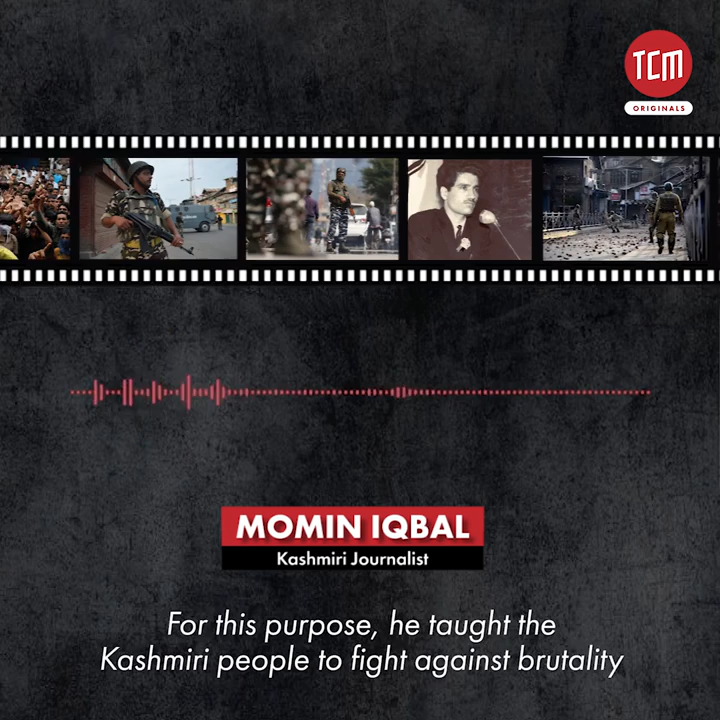 TCM
ORIGINALS
MOMIN IQBAL
Kashmiri Journalist
For this purpose, he taught the
Kashmiri people to fight against brutality